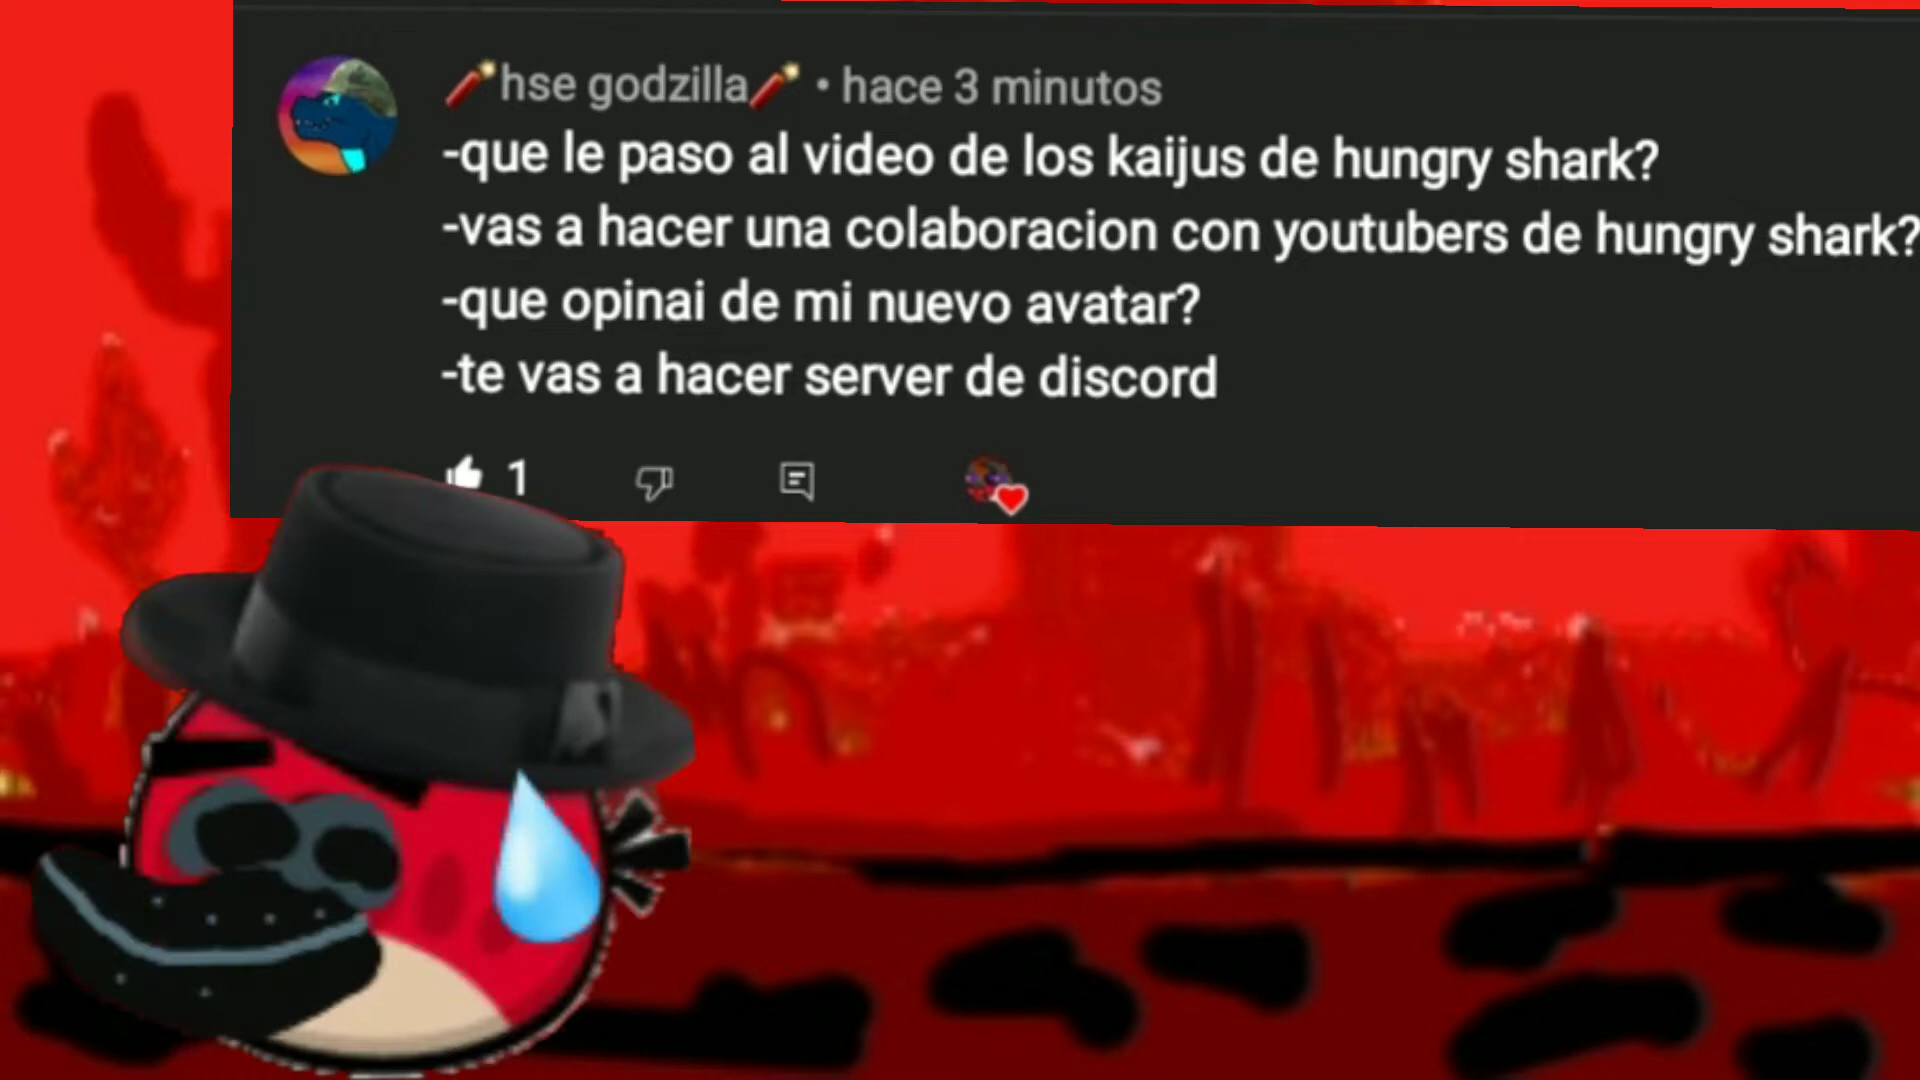 🧨hse godzilla🧨 • hace 3 minutos
-que le paso al video de los kaijus de hungry shark?
-vas a hacer una colaboracion con youtubers de hungry shark?
-que opinai de mi nuevo avatar?
-te vas a hacer server de discord
1